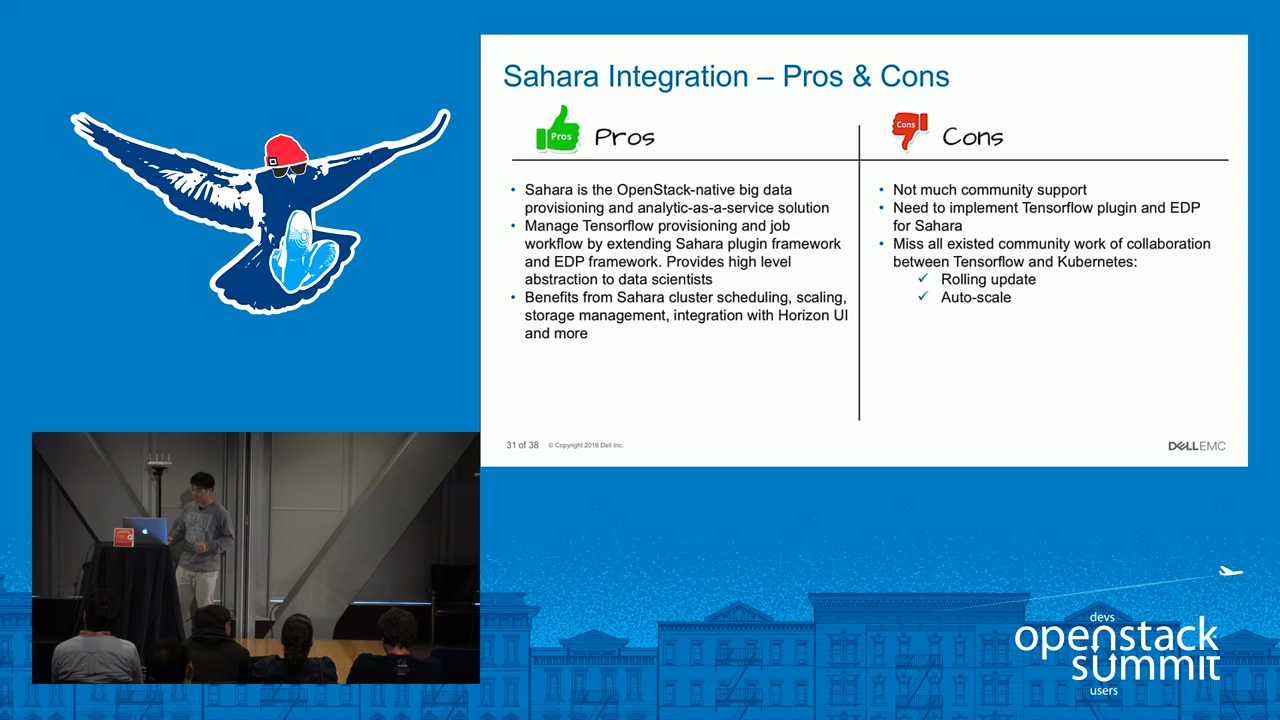 Sahara Integration – Pros & Cons
Pros
Pros
Cons
Cons
• Sahara is the OpenStack-native big data
provisioning and analytic-as-a-service solution
• Manage Tensorflow provisioning and job
workflow by extending Sahara plugin framework
and EDP framework. Provides high level
abstraction to data scientists
• Benefits from Sahara cluster scheduling, scaling,
storage management, integration with Horizon UI
and more
• Not much community support
• Need to implement Tensorflow plugin and EDP
for Sahara
• Miss all existed community work of collaboration
between Tensorflow and Kubernetes:
✓ Rolling update
✓ Auto-scale
31 of 38 © Copyright 2016 Dell Inc.
DELLEMC
devs
openstack
summit
users